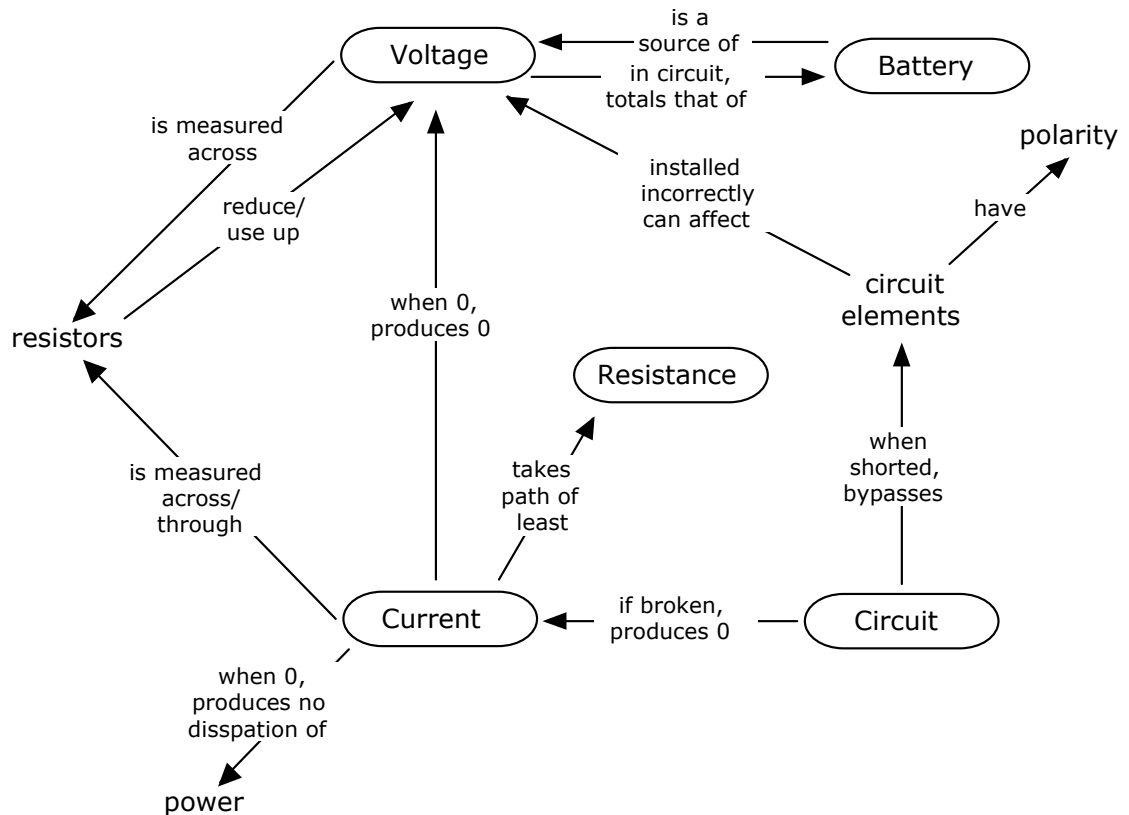 is a
source of
Voltage
Battery
in circuit,
totals that of
is measured
across
polarity
installed
incorrectly
can affect
reduce/
use up
have
circuit
elements
when 0,
produces 0
resistors
Resistance
when
shorted,
bypasses
takes
path of
least
is measured
across/
through
if broken,
produces 0
Current
Circuit
when 0,
produces no
disspation of
power